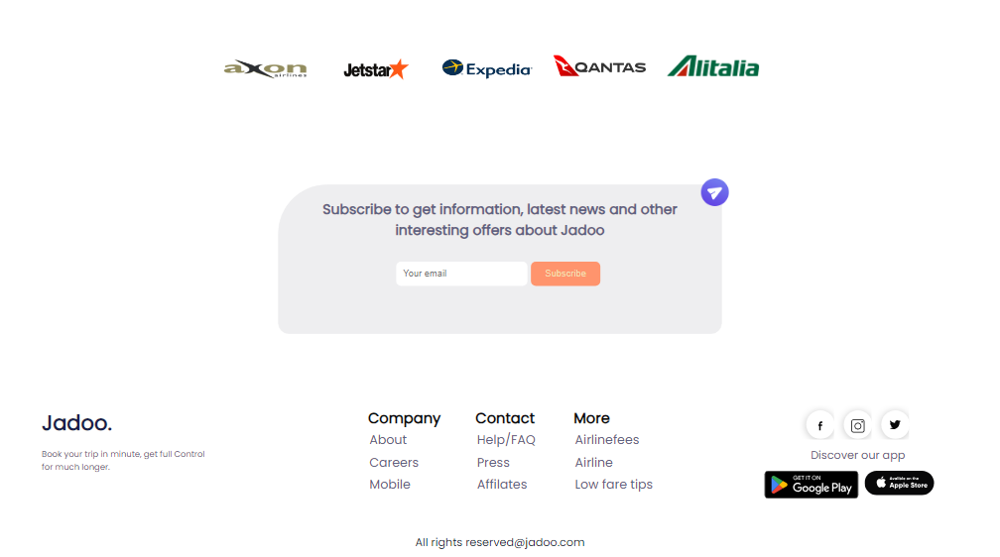 axon airlines
Jetstar
Expedia
QANTAS
Alitalia
Subscribe to get information, latest news and other
interesting offers about Jadoo
Your email
Subscribe
Jadoo.
Book your trip in minute, get full Control
for much longer.
Company
About
Careers
Mobile
Contact
Help/FAQ
Press
Affilates
More
Airlinefees
Airline
Low fare tips
Discover our app
GET IT ON
Google Play
Available on the
Apple Store
All rights reserved@jadoo.com